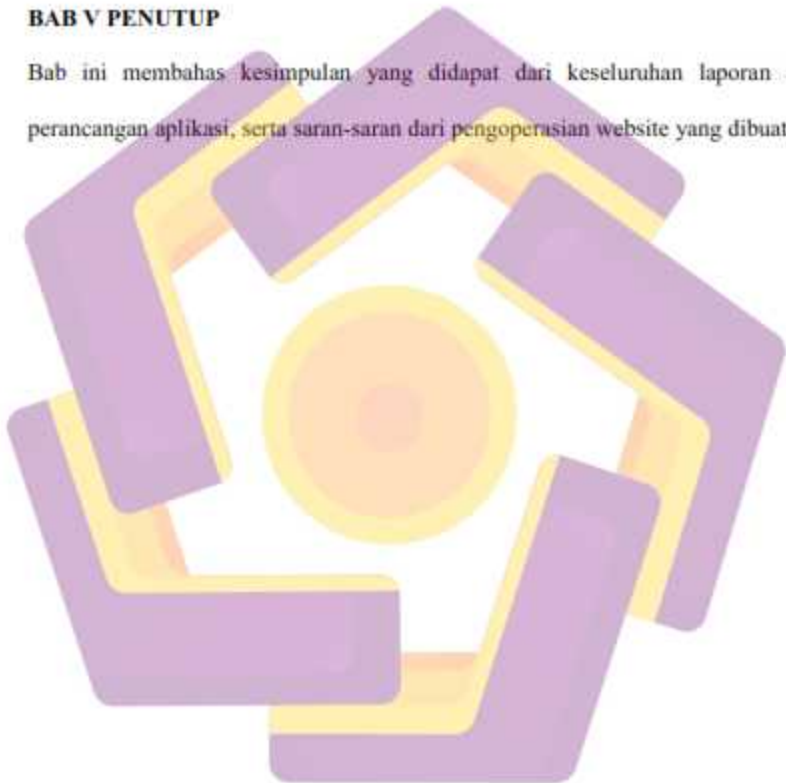 BAB V PENUTUP
Bab ini membahas kesimpulan yang didapat dari keseluruhan laporan
perancangan aplikasi, serta saran-saran dari pengoperasian website yang dibuat